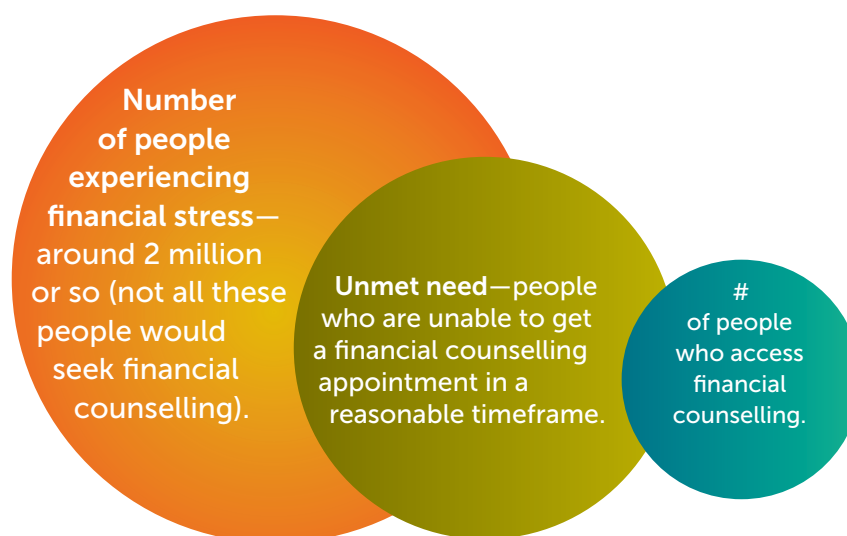 Number
of people
experiencing
financial stress—
around 2 million
or so (not all these
people would
seek financial
counselling).
Unmet need—people
who are unable to get
a financial counselling
appointment in a
reasonable timeframe.
#
of people
who access
financial
counselling.